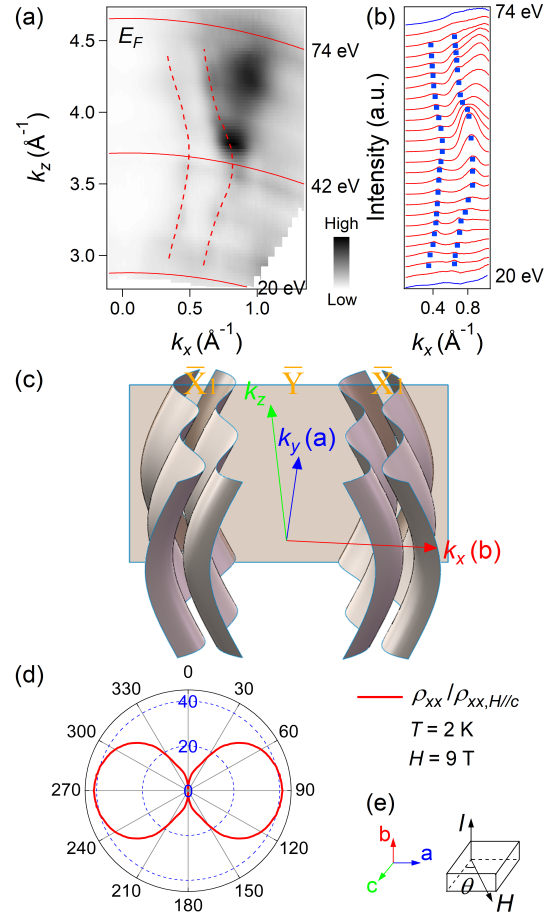 (a)
E_F
4.5
4.0
3.5
3.0
k_z (Å⁻¹)
74 eV
42 eV
20 eV
High
Low
0.0 0.5 1.0
k_x (Å⁻¹)
(b)
Intensity (a.u.)
74 eV
20 eV
0.4 0.8
k_x (Å⁻¹)
(c)
X̅₁ Y̅ X̅₁
k_z
k_y (a)
k_x (b)
(d)
0
330 30
300 60
270 90
240 120
210 150
180
40
20
0
ρ_xx / ρ_xx,H//c
T = 2 K
H = 9 T
(e)
b
a
c
I
θ
H